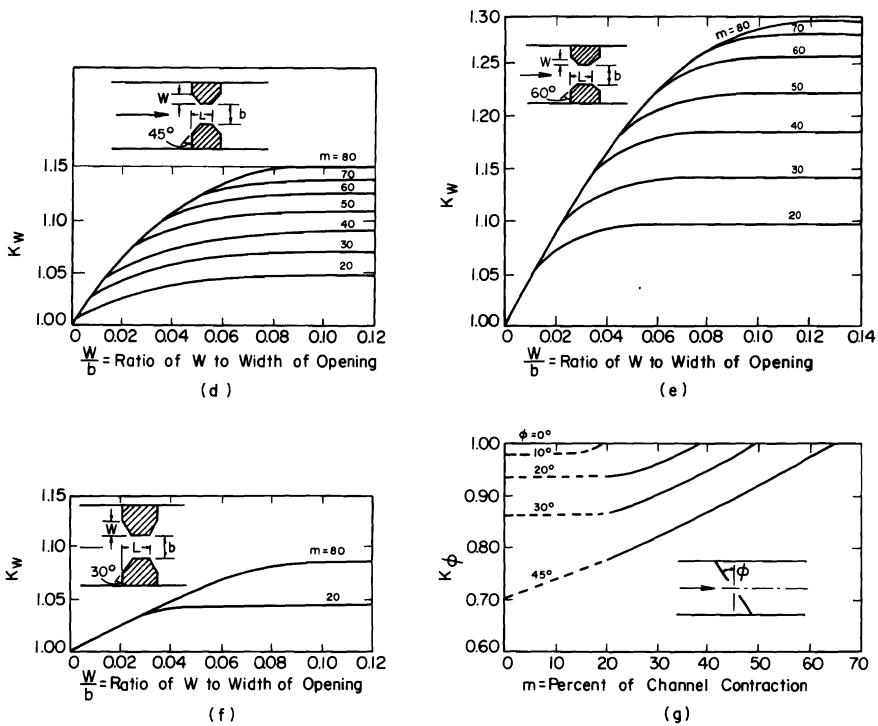 W
L
b
45°
1.15
1.10
1.05
1.00
K_W
m = 80
70
60
50
40
30
20
0
0.02
0.04
0.06
0.08
0.10
0.12
W/b = Ratio of W to Width of Opening
(d)
W
L
b
60°
1.30
1.25
1.20
1.15
1.10
1.05
1.00
K_W
m = 80
70
60
50
40
30
20
0
0.02
0.04
0.06
0.08
0.10
0.12
0.14
W/b = Ratio of W to Width of Opening
(e)
W
L
b
30°
1.15
1.10
1.05
1.00
K_W
m=80
20
0
0.02
0.04
0.06
0.08
0.10
0.12
W/b = Ratio of W to Width of Opening
(f)
ϕ=0°
10°
20°
30°
45°
ϕ
1.00
0.90
0.80
0.70
0.60
K_ϕ
0
10
20
30
40
50
60
70
m=Percent of Channel Contraction
(g)